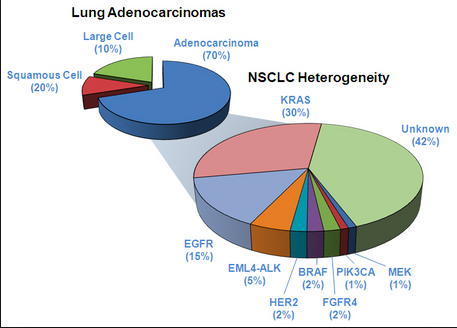 Lung Adenocarcinomas
Large Cell
(10%)
Adenocarcinoma
(70%)
Squamous Cell
(20%)
NSCLC Heterogeneity
KRAS
(30%)
Unknown
(42%)
EGFR
(15%)
EML4-ALK
(5%)
HER2
(2%)
BRAF
(2%)
FGFR4
(2%)
PIK3CA
(1%)
MEK
(1%)